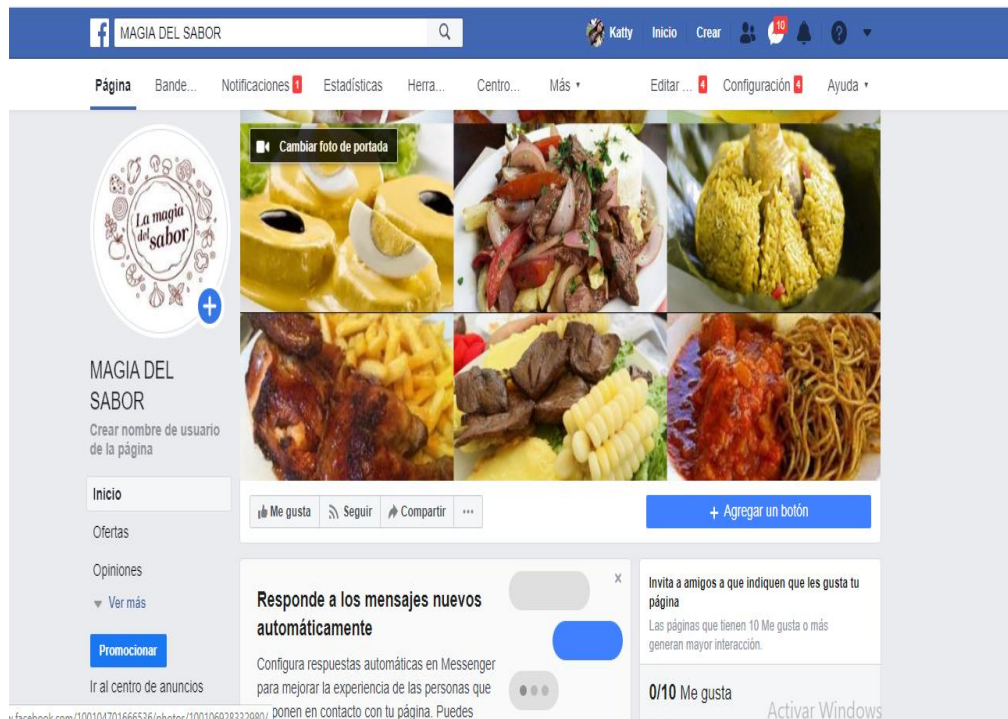 MAGIA DEL SABOR
Katty Inicio Crear 10
Página Bande... Notificaciones 1 Estadísticas Herra... Centro... Más Editar ... 4 Configuración 4 Ayuda
Cambiar foto de portada
La magia
del sabor
MAGIA DEL
SABOR
Crear nombre de usuario
de la página
Inicio
Ofertas
Opiniones
Ver más
Promocionar
Ir al centro de anuncios
Me gusta Seguir Compartir ...
+ Agregar un botón
Responde a los mensajes nuevos
automáticamente
Configura respuestas automáticas en Messenger
para mejorar la experiencia de las personas que
ponen en contacto con tu página. Puedes
Invita a amigos a que indiquen que les gusta tu
página
Las páginas que tienen 10 Me gusta o más
generan mayor interacción.
0/10 Me gusta
Activar Windows